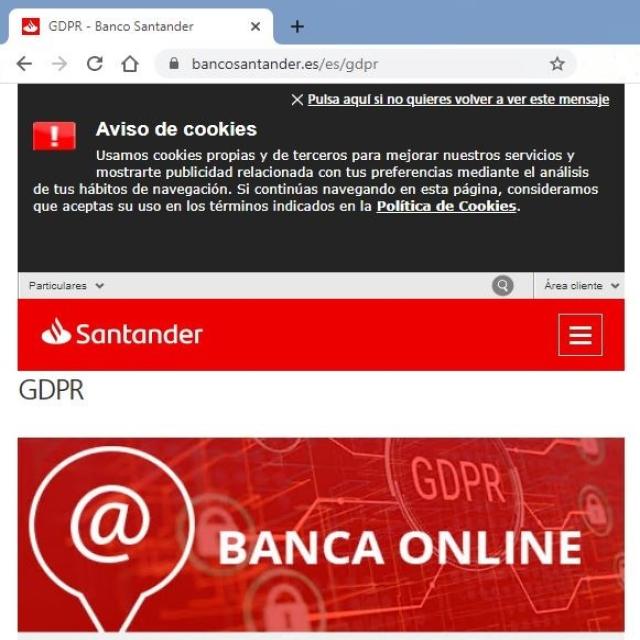 GDPR - Banco Santander
bancosantander.es/es/gdpr
Pulsa aquí si no quieres volver a ver este mensaje
Aviso de cookies
Usamos cookies propias y de terceros para mejorar nuestros servicios y
mostrarte publicidad relacionada con tus preferencias mediante el análisis
de tus hábitos de navegación. Si continúas navegando en esta página, consideramos
que aceptas su uso en los términos indicados en la Política de Cookies.
Particulares
Área cliente
Santander
GDPR
GDPR
@ BANCA ONLINE